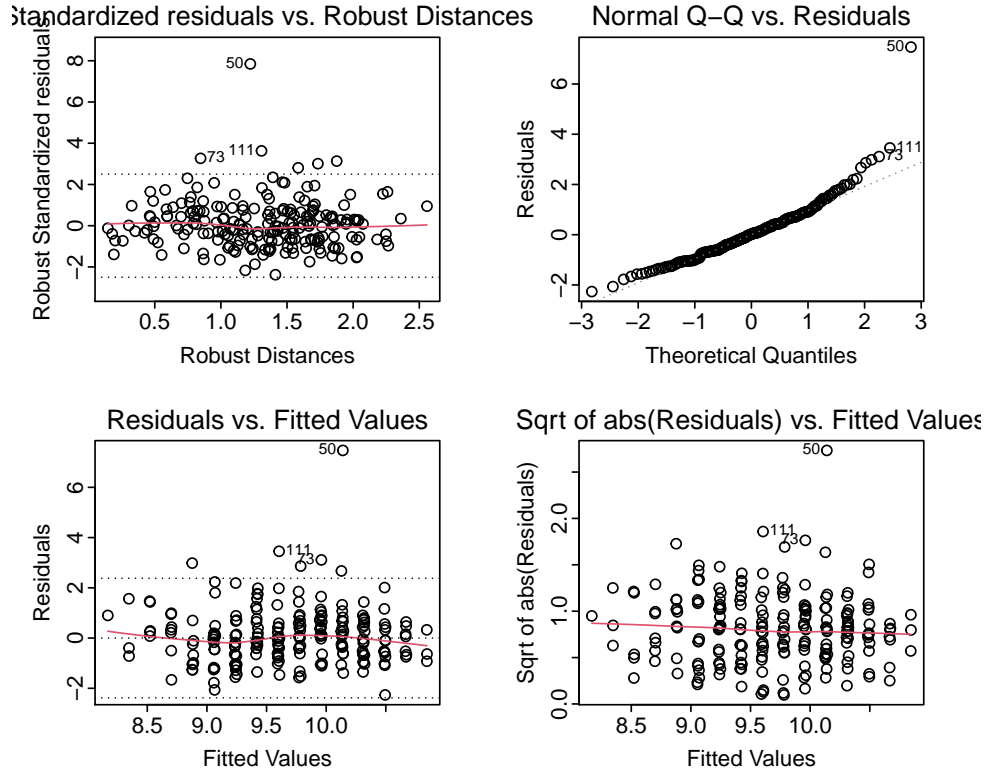 Standardized residuals vs. Robust Distances
Robust Standardized residuals
8
6
4
2
0
−2
50
73
111
0.5 1.0 1.5 2.0 2.5
Robust Distances
Normal Q−Q vs. Residuals
Residuals
6
4
2
0
−2
50
111
73
−3 −2 −1 0 1 2 3
Theoretical Quantiles
Residuals vs. Fitted Values
Residuals
6
4
2
0
−2
50
111
73
8.5 9.0 9.5 10.0
Fitted Values
Sqrt of abs(Residuals) vs. Fitted Values
Sqrt of abs(Residuals)
2.0
1.0
0.0
50
111
73
8.5 9.0 9.5 10.0
Fitted Values